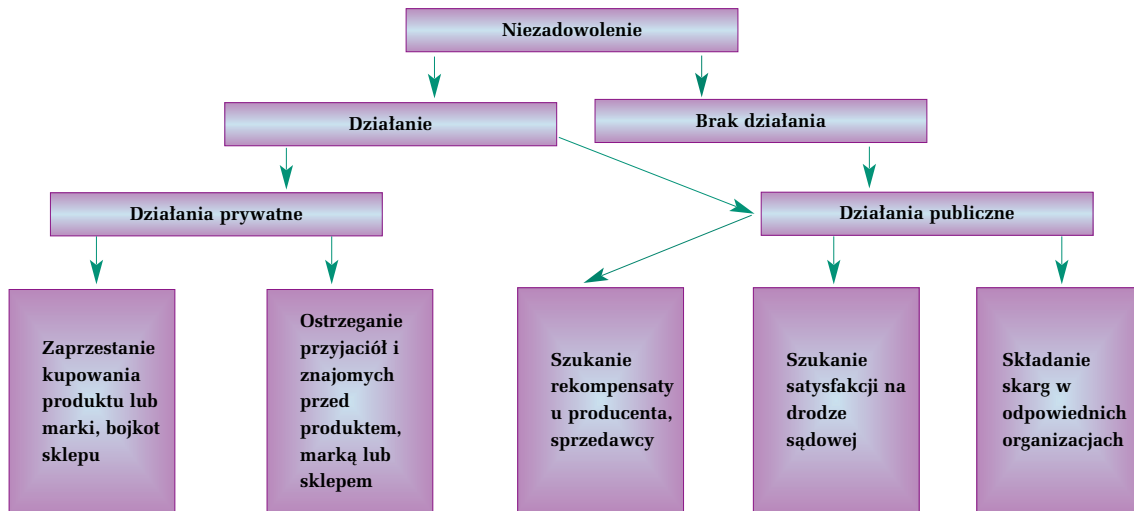 Niezadowolenie
Działanie
Brak działania
Działania prywatne
Działania publiczne
Zaprzestanie
kupowania
produktu lub
marki, bojkot
sklepu
Ostrzeganie
przyjaciół i
znajomych
przed
produktem,
marką lub
sklepem
Szukanie
rekompensaty
u producenta,
sprzedawcy
Szukanie
satysfakcji na
drodze
sądowej
Składanie
skarg w
odpowiednich
organizacjach